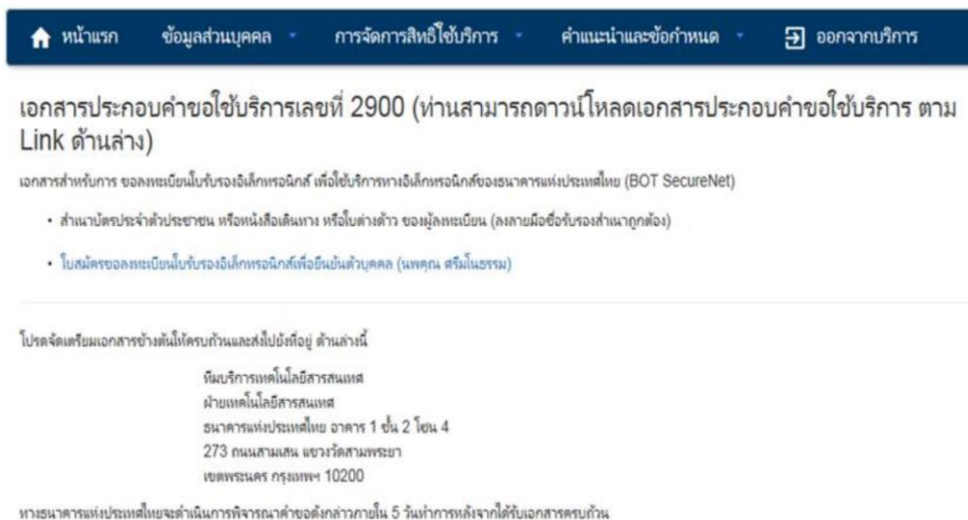 หน้าแรก ข้อมูลส่วนบุคคล การจัดการสิทธิ์ใช้บริการ คำแนะนำและข้อกำหนด ออกจากบริการ
เอกสารประกอบคำขอใช้บริการเลขที่ 2900 (ท่านสามารถดาวน์โหลดเอกสารประกอบคำขอใช้บริการ ตาม
Link ด้านล่าง)
เอกสารสำหรับการ ขอลงทะเบียนใบรับรองอิเล็กทรอนิกส์ เพื่อใช้บริการทางอิเล็กทรอนิกส์ของธนาคารแห่งประเทศไทย (BOT SecureNet)
• สำเนาบัตรประจำตัวประชาชน หรือหนังสือเดินทาง หรือใบต่างด้าว ของผู้ลงทะเบียน (ลงลายมือชื่อรับรองสำเนาถูกต้อง)
• ใบสมัครขอลงทะเบียนใบรับรองอิเล็กทรอนิกส์เพื่อยืนยันตัวบุคคล (นพคุณ ศรีมโนธรรม)
โปรดจัดเตรียมเอกสารข้างต้นให้ครบถ้วนและส่งไปยังที่อยู่ ด้านล่างนี้
ทีมบริการเทคโนโลยีสารสนเทศ
ฝ่ายเทคโนโลยีสารสนเทศ
ธนาคารแห่งประเทศไทย อาคาร 1 ชั้น 2 โซน 4
273 ถนนสามเสน แขวงวัดสามพระยา
เขตพระนคร กรุงเทพฯ 10200
ทางธนาคารแห่งประเทศไทยจะดำเนินการพิจารณาคำขอดังกล่าวภายใน 5 วันทำการหลังจากได้รับเอกสารครบถ้วน